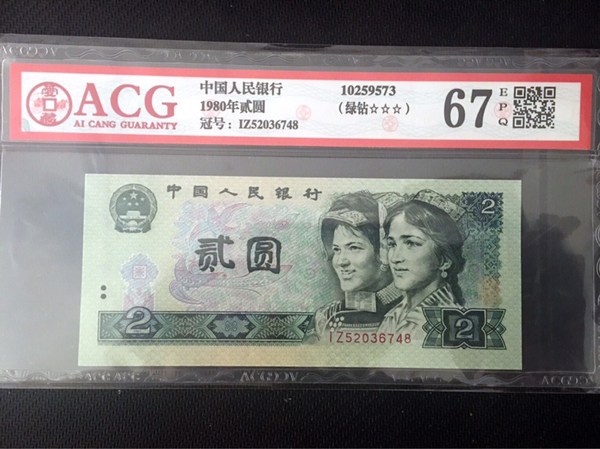 ACG
AI CANG GUARANTY
中国人民银行
1980年贰圆
冠号：IZ52036748
10259573
（绿钻☆☆☆）
67
EPQ
中国人民银行
贰圆
2
2
2
IZ52036748